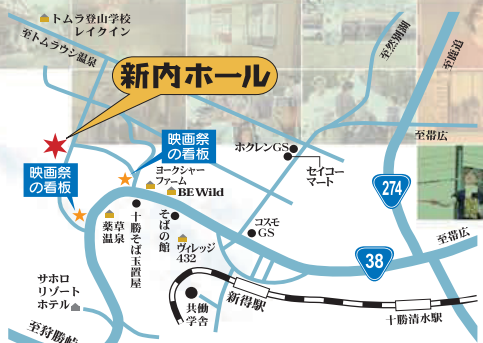 トムラ登山学校
レイクイン
至トムラウシ温泉
新内ホール
至然別湖
至鹿追
至帯広
ホクレンGS
セイコー
マート
映画祭
の看板
映画祭
の看板
ヨークシャー
ファーム
BE Wild
274
薬草
温泉
十勝そば玉置屋
そばの館
ヴィレッジ
432
コスモ
GS
38
至帯広
サホロ
リゾート
ホテル
至狩勝峠
共働
学舎
新得駅
十勝清水駅